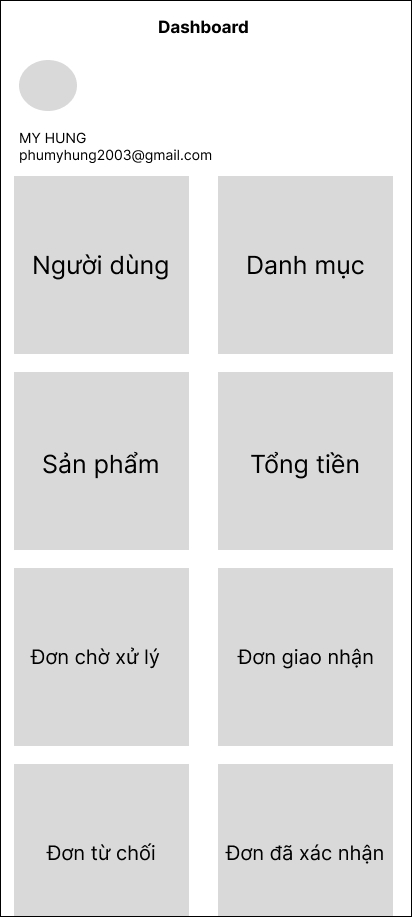 Dashboard
MY HUNG
phumyhung2003@gmail.com
Người dùng
Danh mục
Sản phẩm
Tổng tiền
Đơn chờ xử lý
Đơn giao nhận
Đơn từ chối
Đơn đã xác nhận